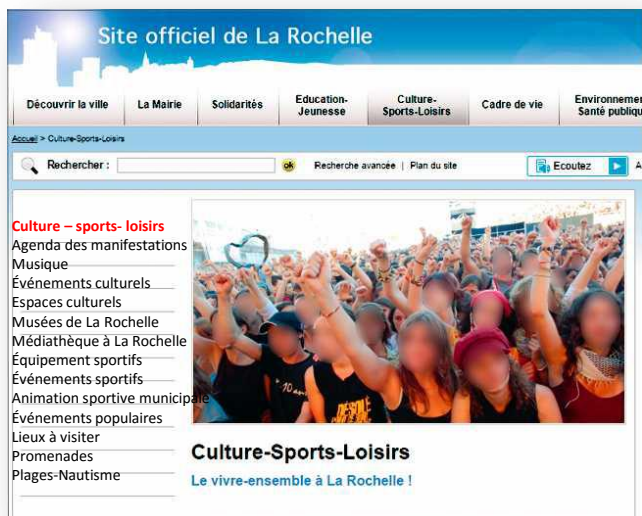 Site officiel de La Rochelle
Découvrir la ville
La Mairie
Solidarités
Education-
Jeunesse
Culture-
Sports-Loisirs
Cadre de vie
Santé
Accueil > Culture-Sports-Loisirs
Rechercher :
ok
Recherche avancée | Plan du site
Ecoutez
A
Culture – sports- loisirs
Agenda des manifestations
Musique
Événements culturels
Espaces culturels
Musées de La Rochelle
Médiathèque à La Rochelle
Équipement sportifs
Événements sportifs
Animation sportive municipale
Événements populaires
Lieux à visiter
Promenades
Plages-Nautisme
DÉSOLÉ
Culture-Sports-Loisirs
Le vivre-ensemble à La Rochelle !